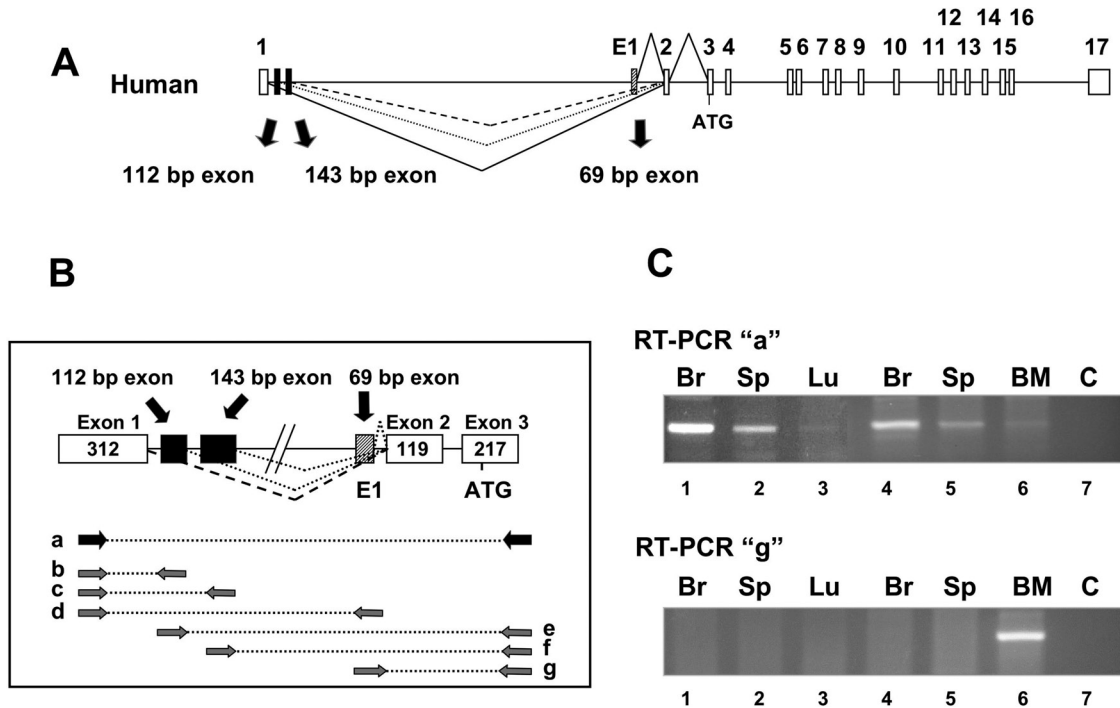 A
Human
1
E1
2
3
4
5
6
7
8
9
10
11
12
13
14
15
16
17
ATG
112 bp exon
143 bp exon
69 bp exon
B
112 bp exon
143 bp exon
69 bp exon
Exon 1
Exon 2
Exon 3
312
119
217
E1
ATG
a
b
c
d
e
f
g
C
RT-PCR “a”
Br Sp Lu Br Sp BM C
1 2 3 4 5 6 7
RT-PCR “g”
Br Sp Lu Br Sp BM C
1 2 3 4 5 6 7